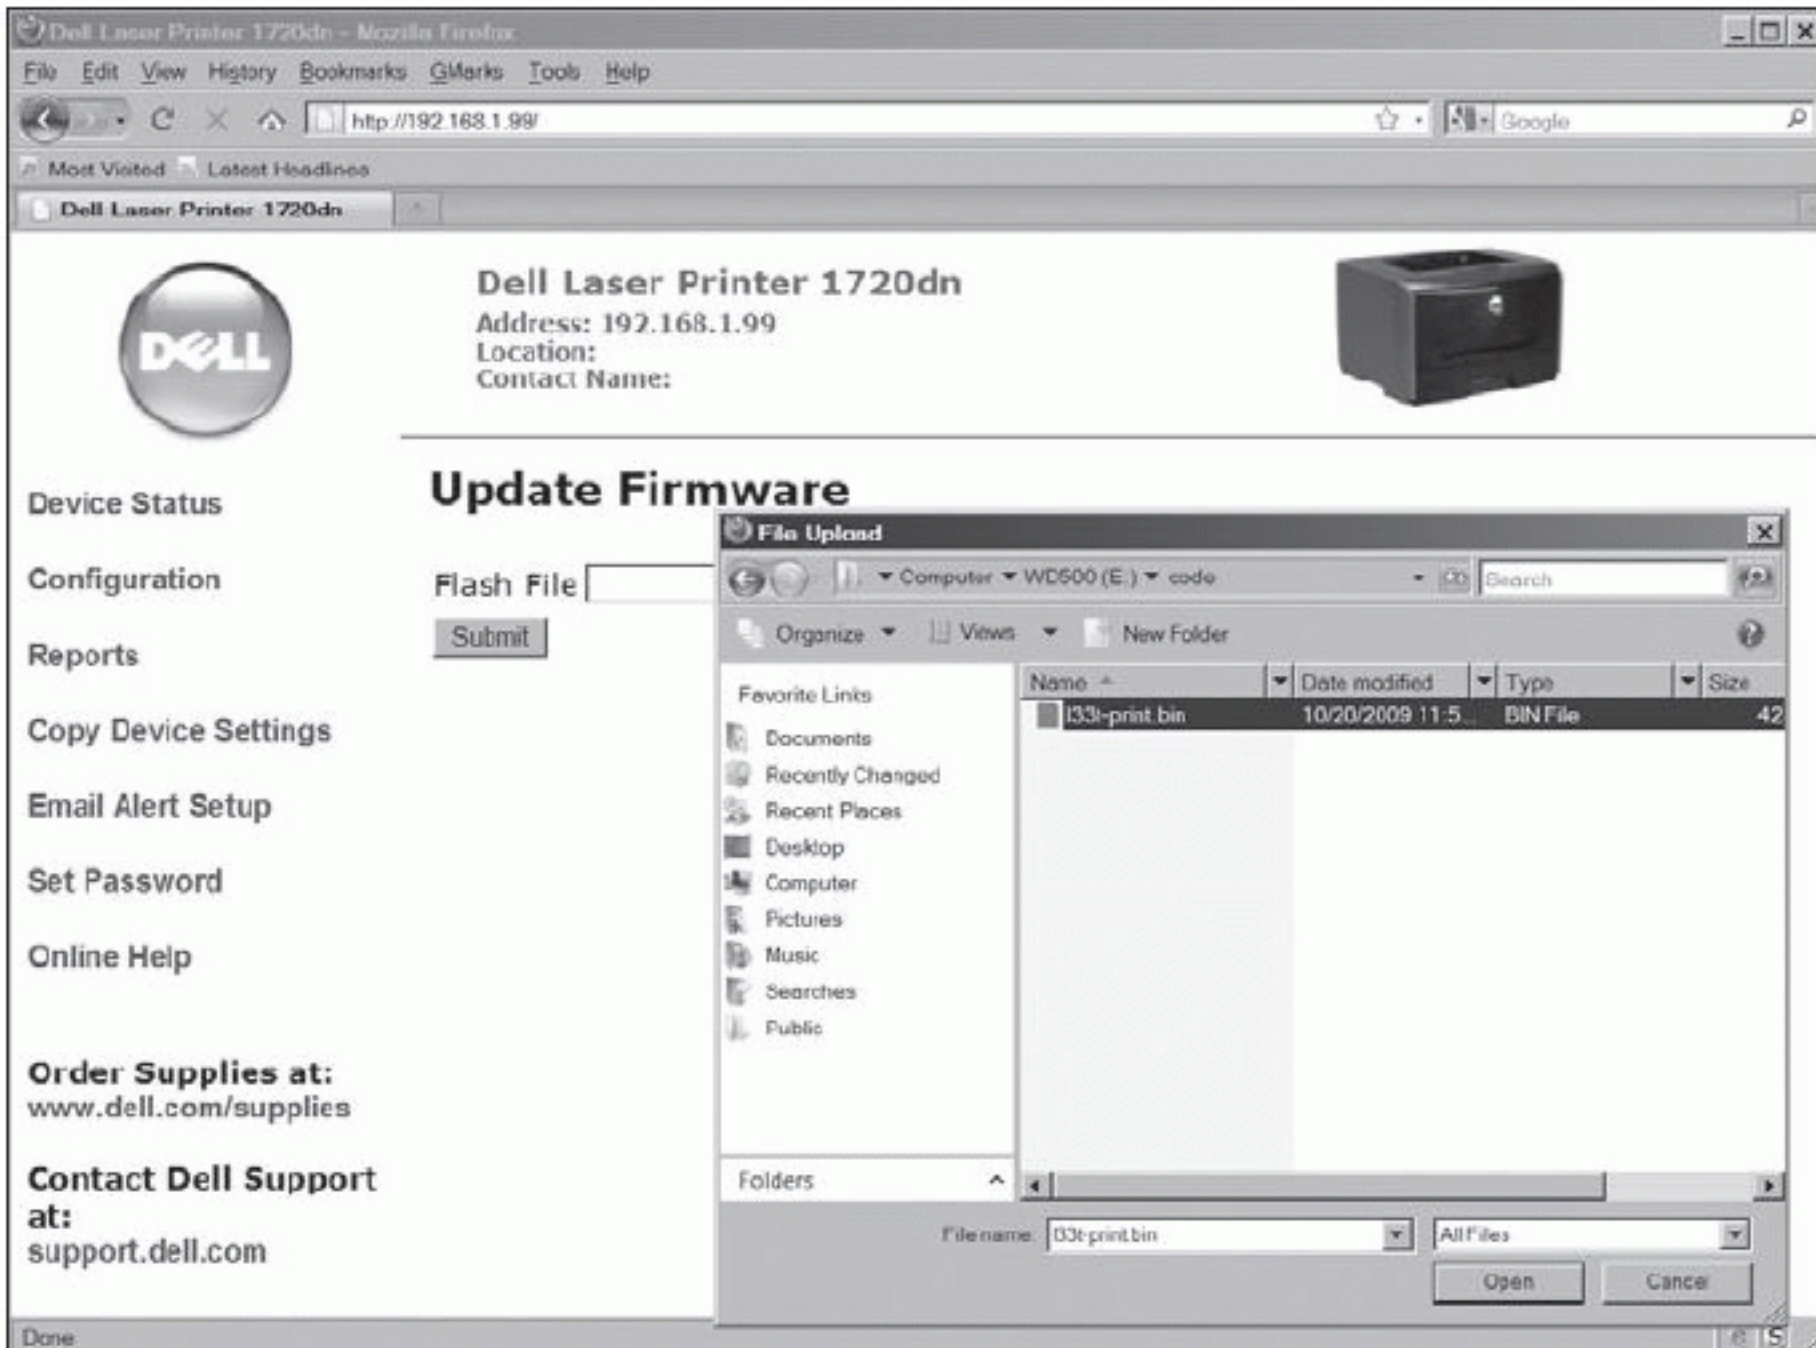 Dell Laser Printer 1720dn - Mozilla Firefox
File Edit View History Bookmarks GMarks Tools Help
http://192.168.1.99/
Google
Most Visited Latest Headlines
Dell Laser Printer 1720dn
DELL
Dell Laser Printer 1720dn
Address: 192.168.1.99
Location:
Contact Name:
Device Status
Configuration
Reports
Copy Device Settings
Email Alert Setup
Set Password
Online Help
Order Supplies at:
www.dell.com/supplies
Contact Dell Support
at:
support.dell.com
Update Firmware
Flash File
Submit
File Upload
Computer WD500 (E:) code
Search
Organize Views New Folder
Favorite Links
Documents
Recently Changed
Recent Places
Desktop
Computer
Pictures
Music
Searches
Public
Folders
Name Date modified Type Size
l33t-print.bin 10/20/2009 11:5... BIN File 42
File name: l33t-print.bin
All Files
Open Cancel
Done
S